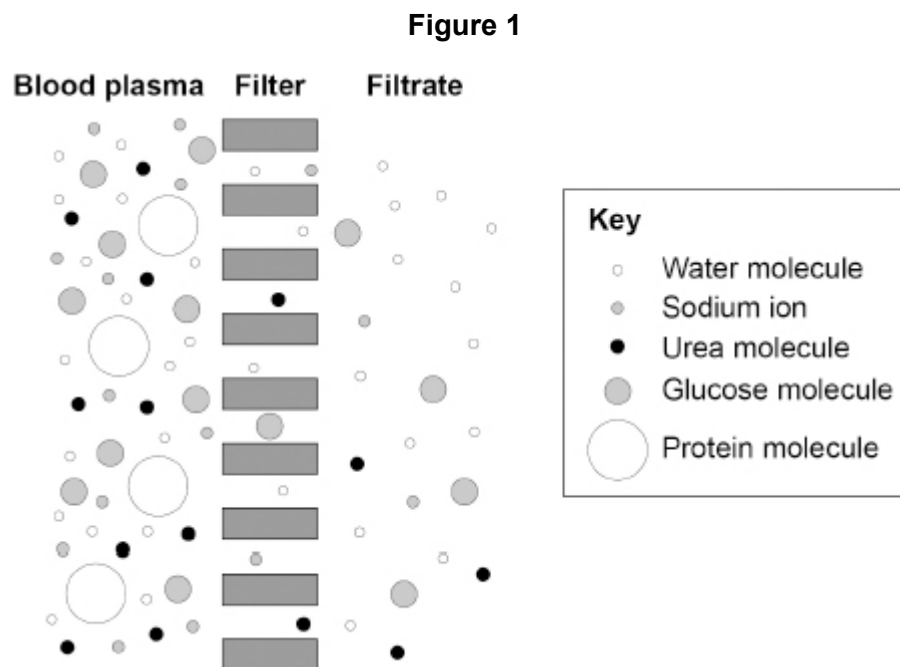 Figure 1
Blood plasma Filter Filtrate
Key
Water molecule
Sodium ion
Urea molecule
Glucose molecule
Protein molecule